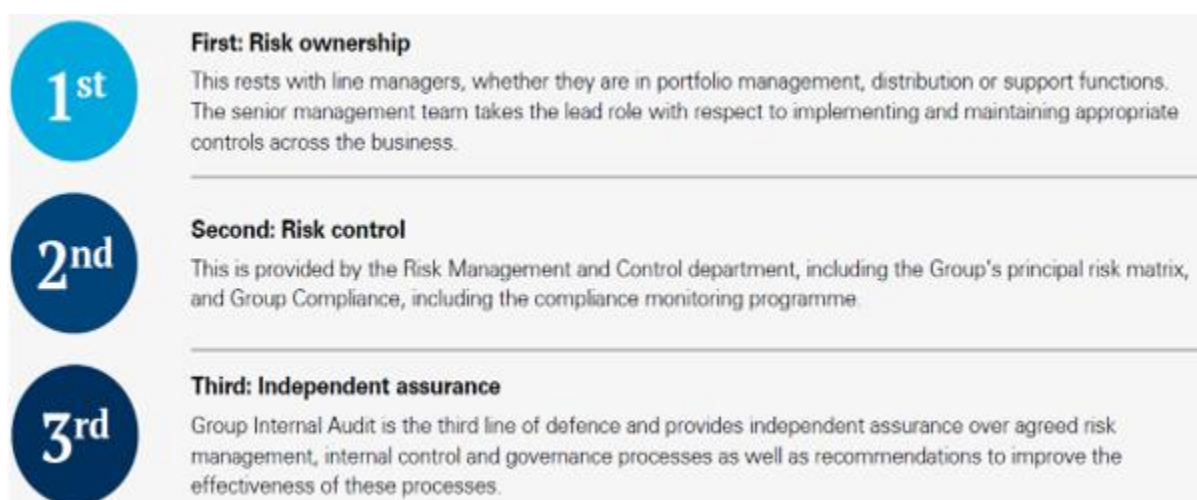 1st
First: Risk ownership
This rests with line managers, whether they are in portfolio management, distribution or support functions.
The senior management team takes the lead role with respect to implementing and maintaining appropriate
controls across the business.
2nd
Second: Risk control
This is provided by the Risk Management and Control department, including the Group's principal risk matrix,
and Group Compliance, including the compliance monitoring programme.
3rd
Third: Independent assurance
Group Internal Audit is the third line of defence and provides independent assurance over agreed risk
management, internal control and governance processes as well as recommendations to improve the
effectiveness of these processes.